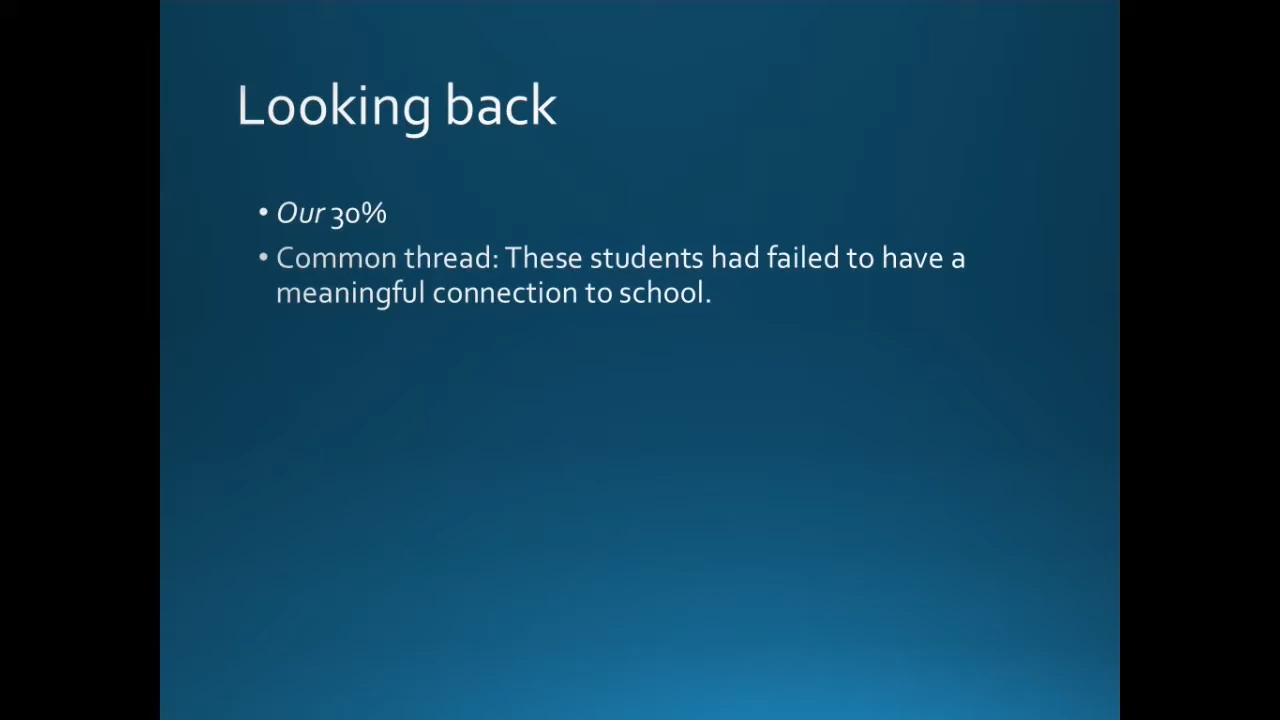 Looking back
• Our 30%
• Common thread: These students had failed to have a
meaningful connection to school.